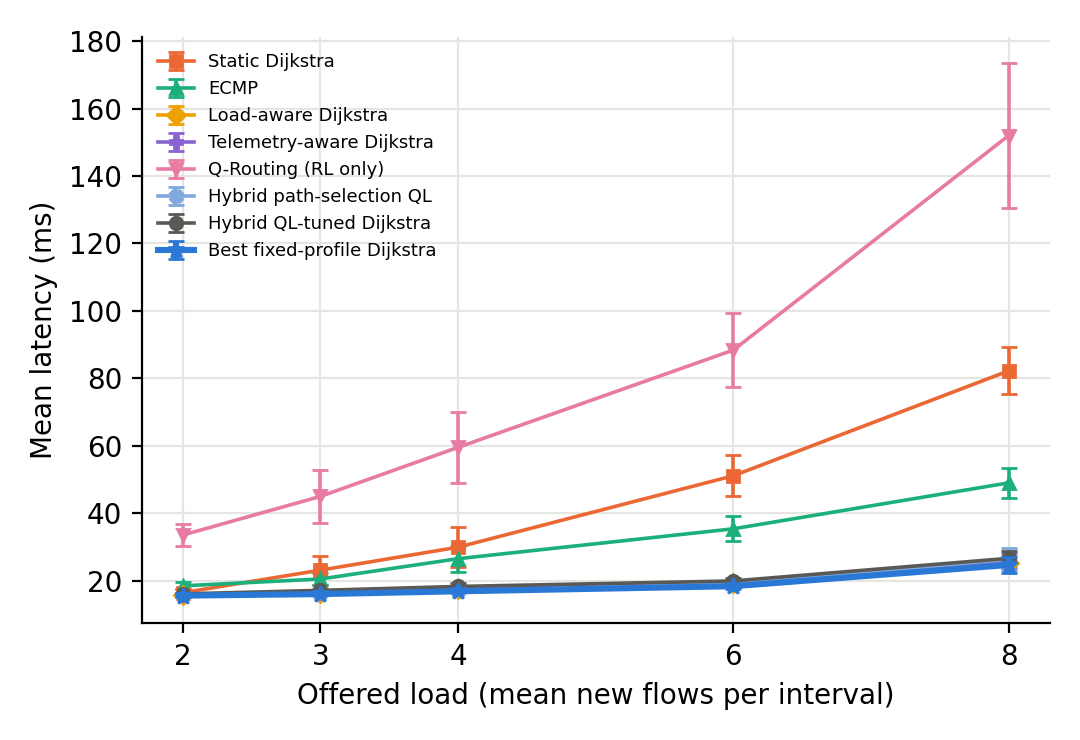 180
160
140
120
100
80
60
40
20
Mean latency (ms)
Static Dijkstra
ECMP
Load-aware Dijkstra
Telemetry-aware Dijkstra
Q-Routing (RL only)
Hybrid path-selection QL
Hybrid QL-tuned Dijkstra
Best fixed-profile Dijkstra
2 3 4 6 8
Offered load (mean new flows per interval)